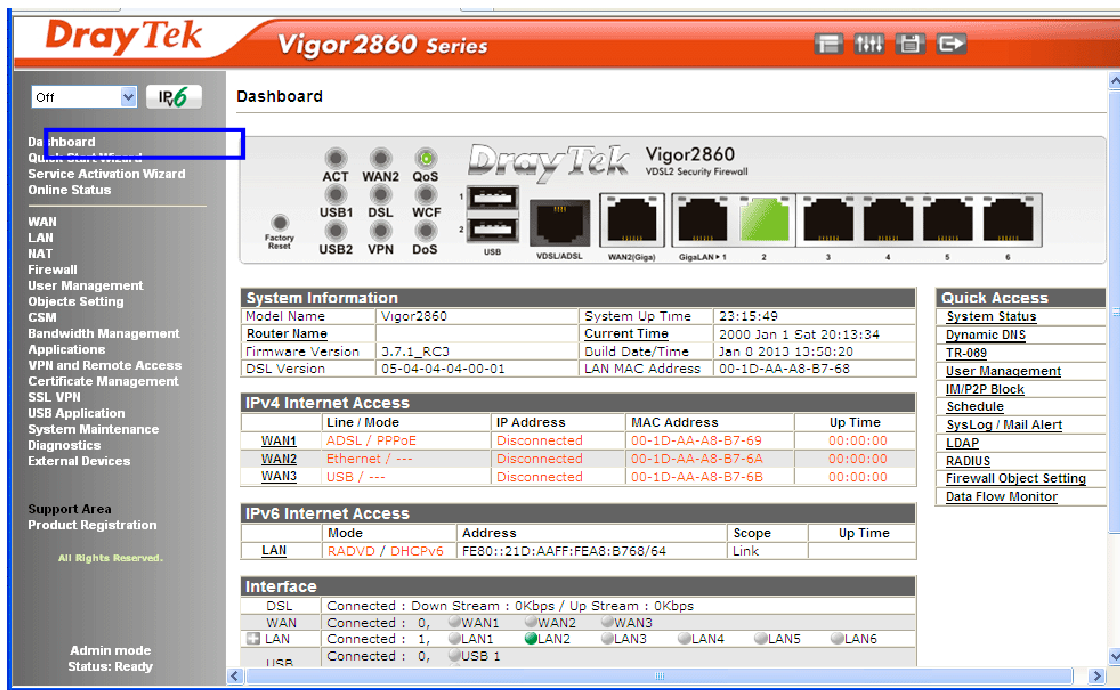 DrayTek Vigor2860 Series
Off IPv6
Dashboard
Quick Start Wizard
Service Activation Wizard
Online Status
WAN
LAN
NAT
Firewall
User Management
Objects Setting
CSM
Bandwidth Management
Applications
VPN and Remote Access
Certificate Management
SSL VPN
USB Application
System Maintenance
Diagnostics
External Devices
Support Area
Product Registration
All Rights Reserved.
Admin mode
Status: Ready
Dashboard
DrayTek Vigor2860
VDSL2 Security Firewall
ACT WAN2 QoS
USB1 DSL WCF
USB2 VPN DoS
Factory
Reset
1
2
USB VDSL/ADSL WAN2(Giga) GigaLAN 1 2 3 4 5 6
System Information
Model Name Vigor2860 System Up Time 23:15:49
Router Name Current Time 2000 Jan 1 Sat 20:13:34
Firmware Version 3.7.1_RC3 Build Date/Time Jan 8 2013 13:58:20
DSL Version 05-04-04-04-00-01 LAN MAC Address 00-1D-AA-A8-B7-68
IPv4 Internet Access
Line / Mode IP Address MAC Address Up Time
WAN1 ADSL / PPPoE Disconnected 00-1D-AA-A8-B7-69 00:00:00
WAN2 Ethernet / --- Disconnected 00-1D-AA-A8-B7-6A 00:00:00
WAN3 USB / --- Disconnected 00-1D-AA-A8-B7-6B 00:00:00
IPv6 Internet Access
Mode Address Scope Up Time
LAN RADVD / DHCPv6 FE80::21D:AAFF:FEA8:B768/64 Link
Interface
DSL Connected : Down Stream : 0Kbps / Up Stream : 0Kbps
WAN Connected : 0, WAN1 WAN2 WAN3
LAN Connected : 1, LAN1 LAN2 LAN3 LAN4 LAN5 LAN6
USB Connected : 0, USB 1
Quick Access
System Status
Dynamic DNS
TR-069
User Management
IM/P2P Block
Schedule
SysLog / Mail Alert
LDAP
RADIUS
Firewall Object Setting
Data Flow Monitor